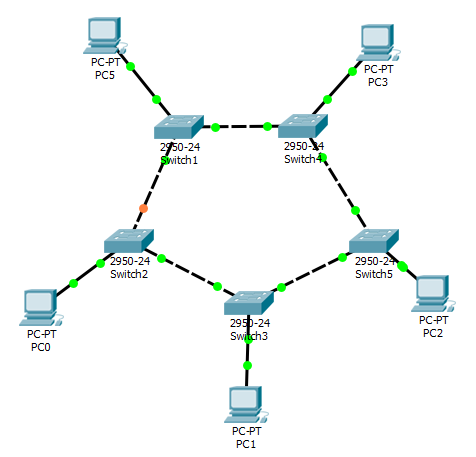 PC-PT
PC5
PC-PT
PC3
2950-24
Switch1
2950-24
Switch4
2950-24
Switch2
2950-24
Switch5
PC-PT
PC0
2950-24
Switch3
PC-PT
PC2
PC-PT
PC1